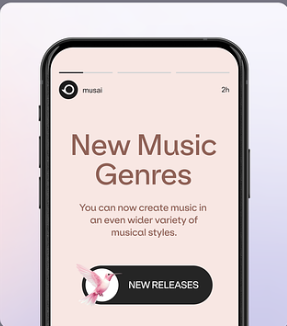 musai
2h
New Music
Genres
You can now create music in
an even wider variety of
musical styles.
NEW RELEASES